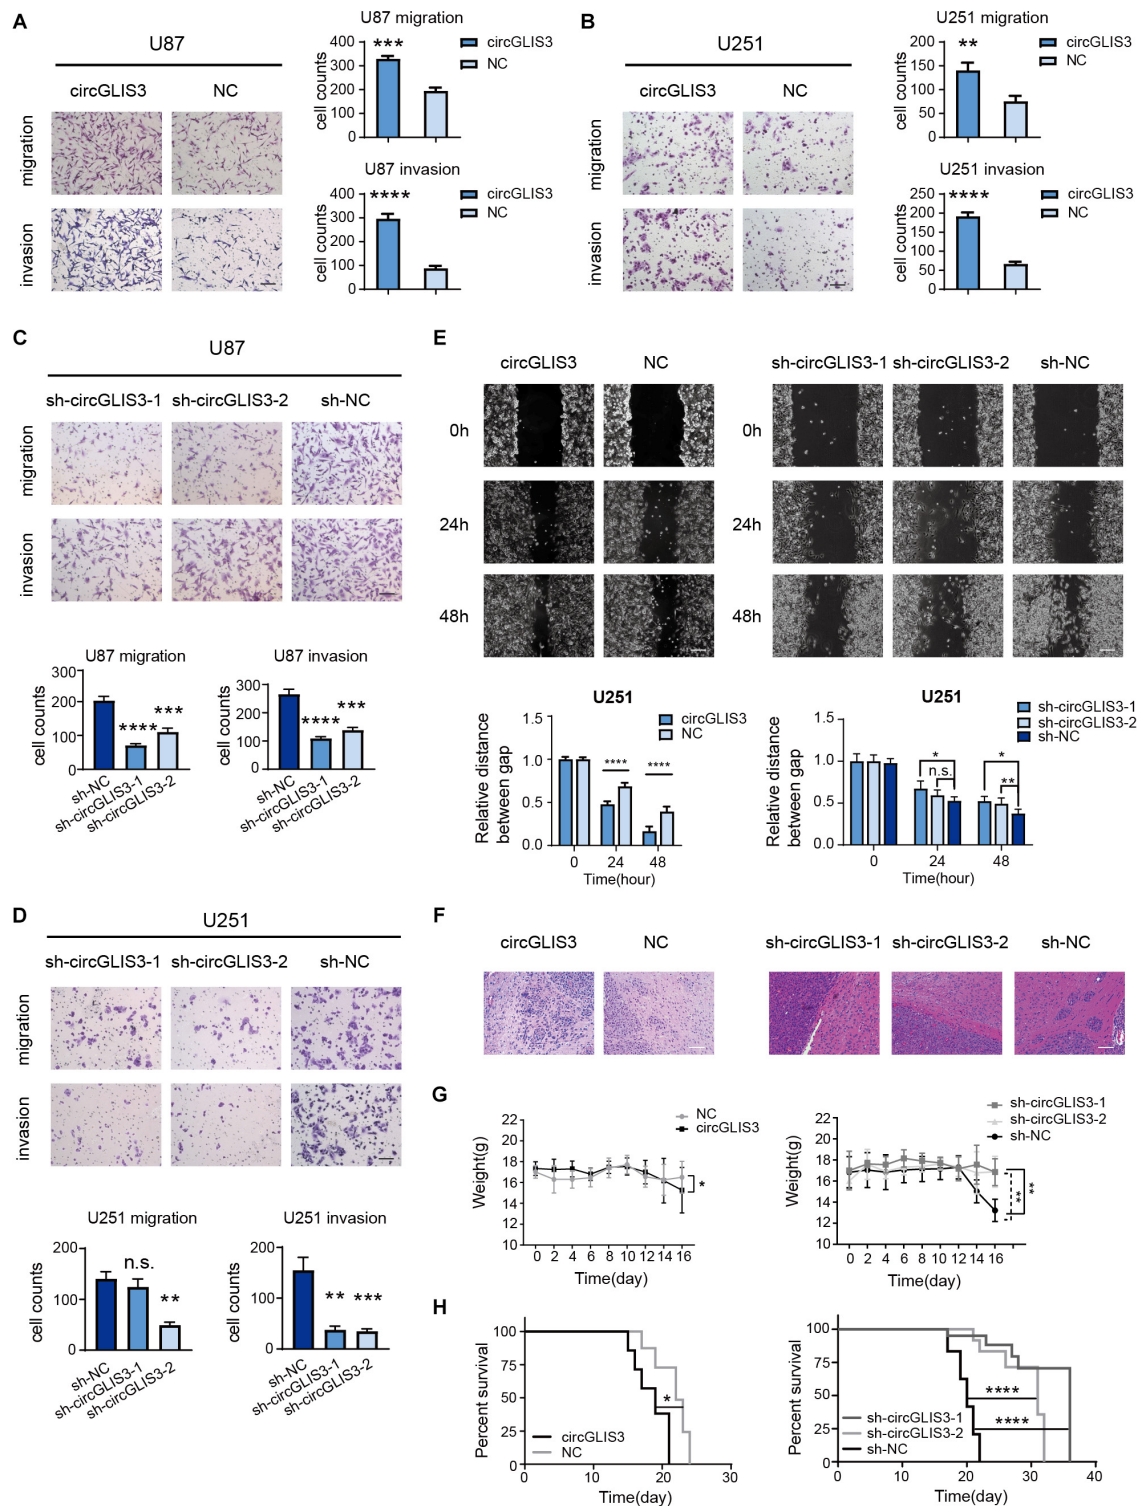 A
U87
circGLIS3 NC
migration
invasion
U87 migration
***
400
300
200
100
0
cell counts
circGLIS3
NC
U87 invasion
****
400
300
200
100
0
cell counts
circGLIS3
NC
B
U251
circGLIS3 NC
migration
invasion
U251 migration
**
200
150
100
50
0
cell counts
circGLIS3
NC
U251 invasion
****
250
200
150
100
50
0
cell counts
circGLIS3
NC
C
U87
sh-circGLIS3-1 sh-circGLIS3-2 sh-NC
migration
invasion
U87 migration
300
200
100
0
cell counts
**** ***
sh-NC
sh-circGLIS3-1
sh-circGLIS3-2
U87 invasion
300
200
100
0
cell counts
**** ***
sh-NC
sh-circGLIS3-1
sh-circGLIS3-2
D
U251
sh-circGLIS3-1 sh-circGLIS3-2 sh-NC
migration
invasion
U251 migration
200
100
0
cell counts
n.s.
**
sh-NC
sh-circGLIS3-1
sh-circGLIS3-2
U251 invasion
200
100
0
cell counts
** ***
sh-NC
sh-circGLIS3-1
sh-circGLIS3-2
E
circGLIS3 NC
0h
24h
48h
sh-circGLIS3-1 sh-circGLIS3-2 sh-NC
0h
24h
48h
U251
circGLIS3
NC
1.5
1.0
0.5
0.0
Relative distance
between gap
**** ****
0 24 48
Time(hour)
U251
sh-circGLIS3-1
sh-circGLIS3-2
sh-NC
1.5
1.0
0.5
0.0
Relative distance
between gap
* *
n.s. **
0 24 48
Time(hour)
F
circGLIS3 NC
sh-circGLIS3-1 sh-circGLIS3-2 sh-NC
G
NC
circGLIS3
22
20
18
16
14
12
10
Weight(g)
*
0 2 4 6 8 10 12 14 16
Time(day)
sh-circGLIS3-1
sh-circGLIS3-2
sh-NC
22
20
18
16
14
12
10
Weight(g)
** **
0 2 4 6 8 10 12 14 16
Time(day)
H
100
75
50
25
0
Percent survival
*
circGLIS3
NC
0 10 20 30
Time(day)
100
75
50
25
0
Percent survival
****
****
sh-circGLIS3-1
sh-circGLIS3-2
sh-NC
0 10 20 30 40
Time(day)